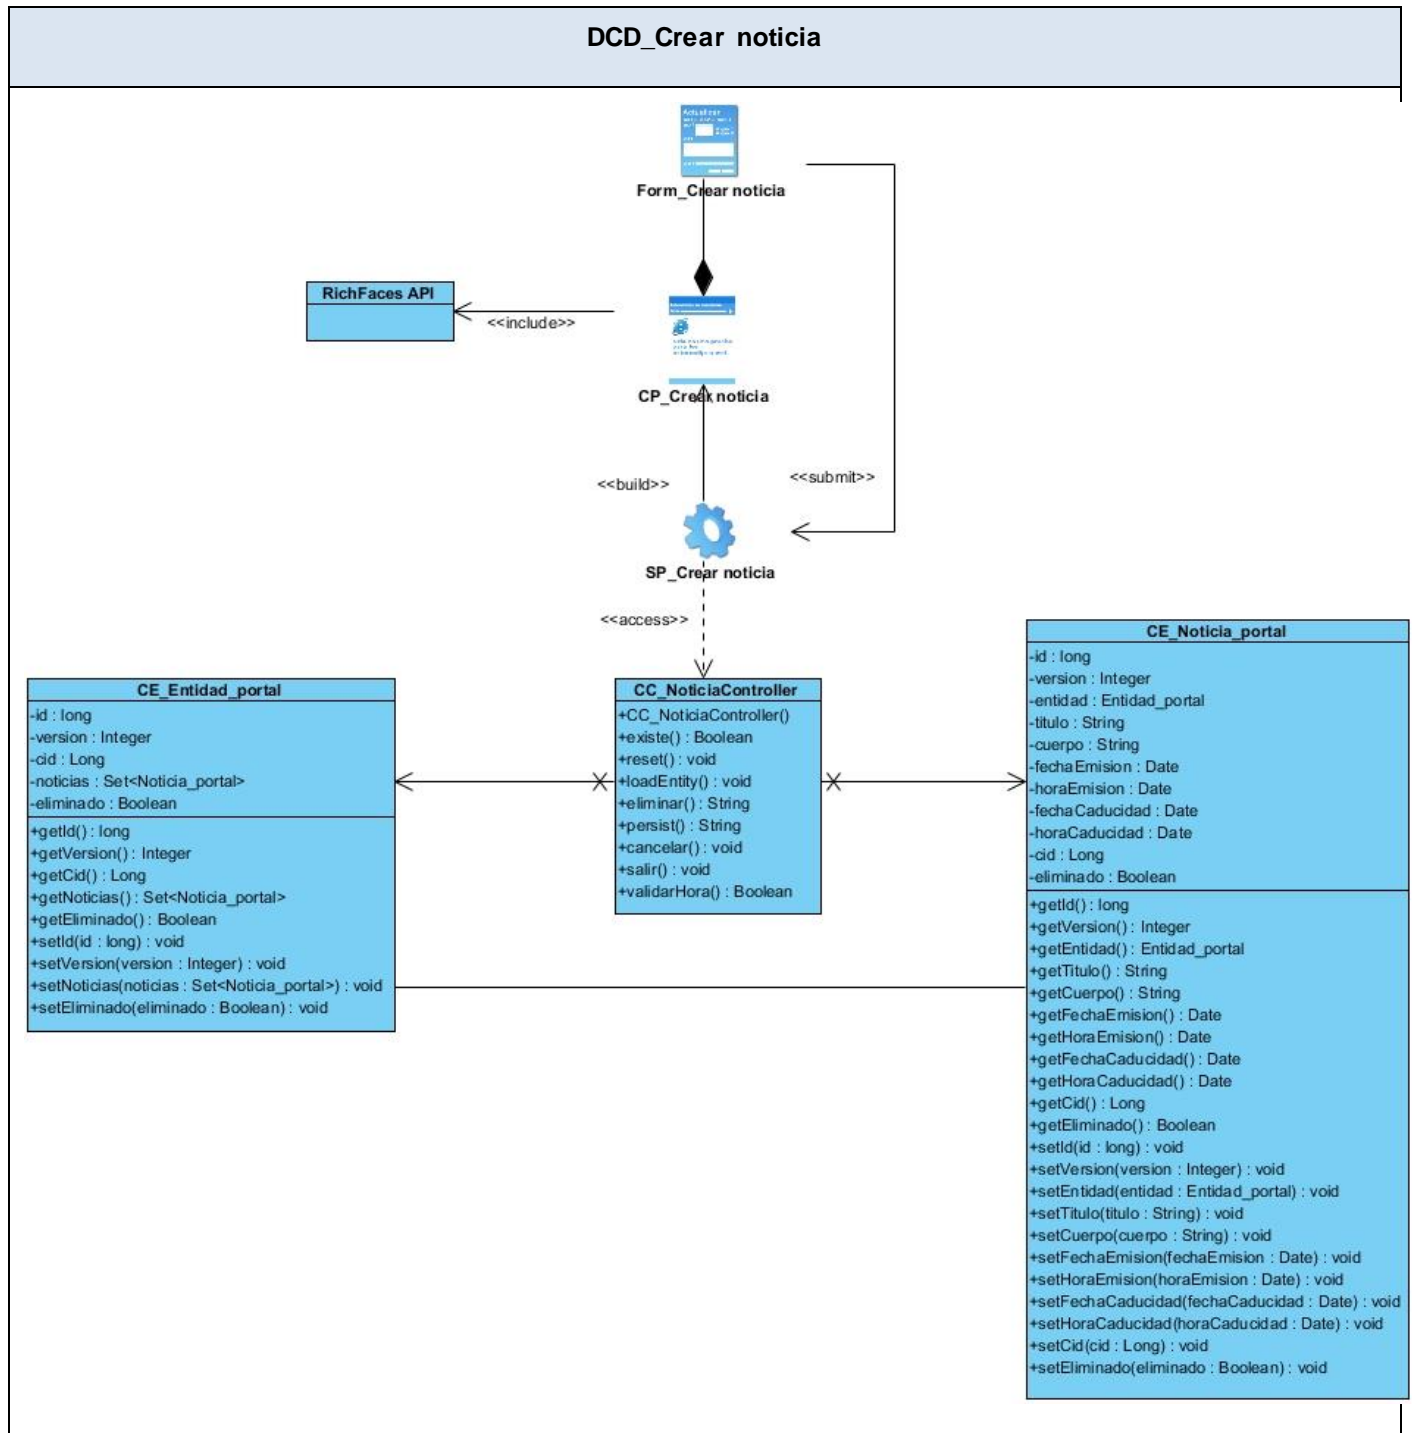 DCD_Crear noticia
Actualizar
Form_Crear noticia
RichFaces API
<<include>>
CP_Crear noticia
<<build>>
<<submit>>
SP_Crear noticia
<<access>>
CE_Entidad_portal
-id : long
-version : Integer
-cid : Long
-noticias : Set<Noticia_portal>
-eliminado : Boolean
+getId() : long
+getVersion() : Integer
+getCid() : Long
+getNoticias() : Set<Noticia_portal>
+getEliminado() : Boolean
+setId(id : long) : void
+setVersion(version : Integer) : void
+setNoticias(noticias : Set<Noticia_portal>) : void
+setEliminado(eliminado : Boolean) : void
CC_NoticiaController
+CC_NoticiaController()
+existe() : Boolean
+reset() : void
+loadEntity() : void
+eliminar() : String
+persist() : String
+cancelar() : void
+salir() : void
+validarHora() : Boolean
CE_Noticia_portal
-id : long
-version : Integer
-entidad : Entidad_portal
-titulo : String
-cuerpo : String
-fechaEmision : Date
-horaEmision : Date
-fechaCaducidad : Date
-horaCaducidad : Date
-cid : Long
-eliminado : Boolean
+getId() : long
+getVersion() : Integer
+getEntidad() : Entidad_portal
+getTitulo() : String
+getCuerpo() : String
+getFechaEmision() : Date
+getHoraEmision() : Date
+getFechaCaducidad() : Date
+getHoraCaducidad() : Date
+getCid() : Long
+getEliminado() : Boolean
+setId(id : long) : void
+setVersion(version : Integer) : void
+setEntidad(entidad : Entidad_portal) : void
+setTitulo(titulo : String) : void
+setCuerpo(cuerpo : String) : void
+setFechaEmision(fechaEmision : Date) : void
+setHoraEmision(horaEmision : Date) : void
+setFechaCaducidad(fechaCaducidad : Date) : void
+setHoraCaducidad(horaCaducidad : Date) : void
+setCid(cid : Long) : void
+setEliminado(eliminado : Boolean) : void